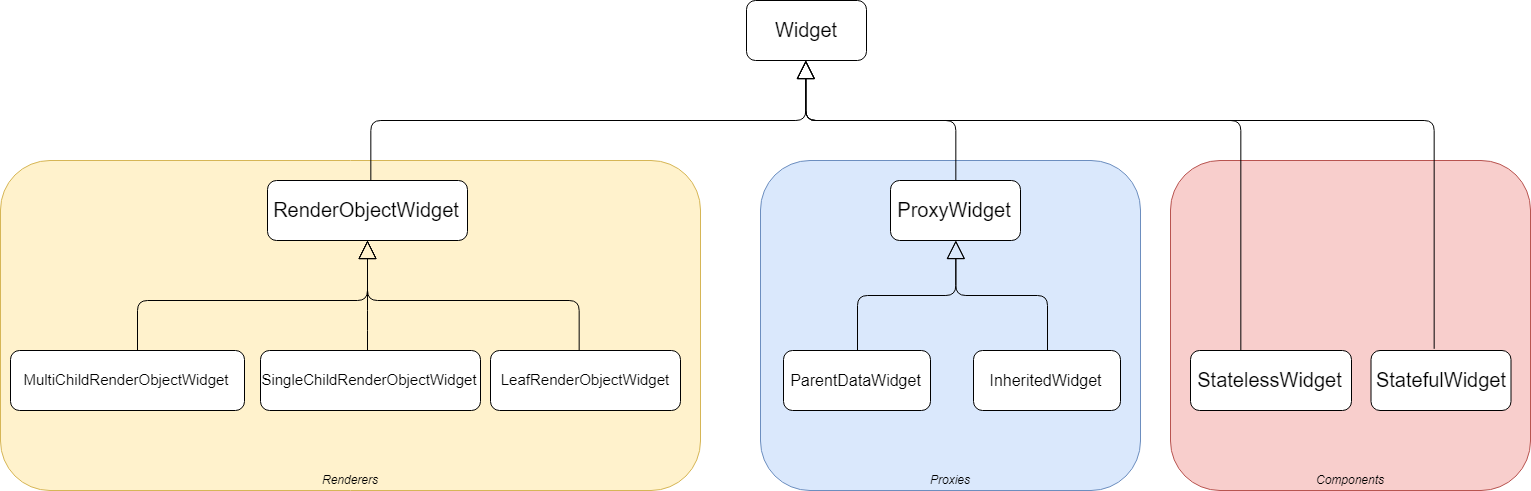 Widget
RenderObjectWidget
ProxyWidget
MultiChildRenderObjectWidget
SingleChildRenderObjectWidget
LeafRenderObjectWidget
ParentDataWidget
InheritedWidget
StatelessWidget
StatefulWidget
Renderers
Proxies
Components